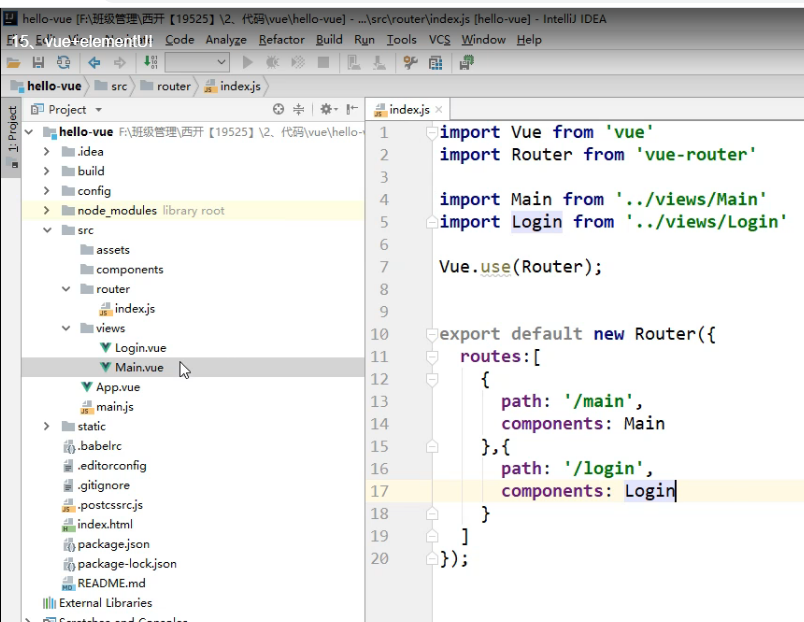 hello-vue [F:\班级管理\西开【19525】\2、代码\vue\hello-vue] - ...\src\router\index.js [hello-vue] - IntelliJ IDEA
15、vue+elementUI
Code Analyze Refactor Build Run Tools VCS Window Help
hello-vue src router index.js
1: Project
Project
index.js
hello-vue F:\班级管理\西开【19525】\2、代码\vue\hello-
.idea
build
config
node_modules library root
src
assets
components
router
index.js
views
Login.vue
Main.vue
App.vue
main.js
static
.babelrc
.editorconfig
.gitignore
.postcssrc.js
index.html
package.json
package-lock.json
README.md
External Libraries
Scratches and Consoles
1 import Vue from 'vue'
2 import Router from 'vue-router'
3
4 import Main from '../views/Main'
5 import Login from '../views/Login'
6
7 Vue.use(Router);
8
9
10 export default new Router({
11 routes:[
12 {
13 path: '/main',
14 components: Main
15 },{
16 path: '/login',
17 components: Login
18 }
19 ]
20 });